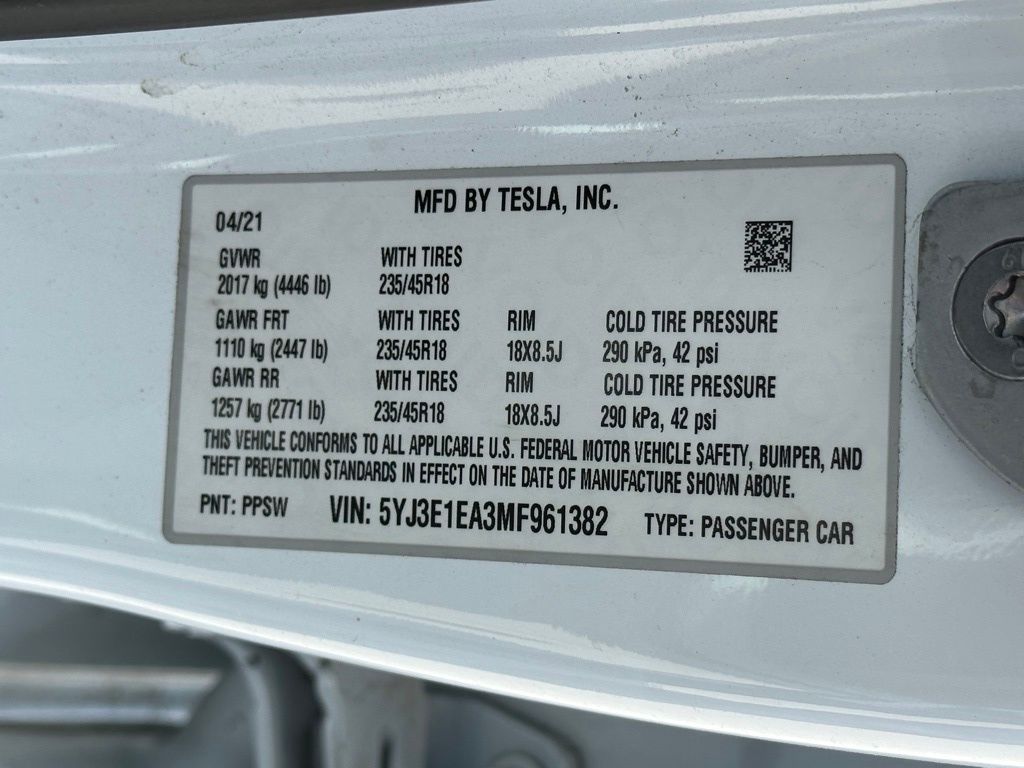 MFD BY TESLA, INC.
04/21
GVWR WITH TIRES
2017 kg (4446 lb) 235/45R18
GAWR FRT WITH TIRES RIM COLD TIRE PRESSURE
1110 kg (2447 lb) 235/45R18 18X8.5J 290 kPa, 42 psi
GAWR RR WITH TIRES RIM COLD TIRE PRESSURE
1257 kg (2771 lb) 235/45R18 18X8.5J 290 kPa, 42 psi
THIS VEHICLE CONFORMS TO ALL APPLICABLE U.S. FEDERAL MOTOR VEHICLE SAFETY, BUMPER, AND
THEFT PREVENTION STANDARDS IN EFFECT ON THE DATE OF MANUFACTURE SHOWN ABOVE.
PNT: PPSW VIN: 5YJ3E1EA3MF961382 TYPE: PASSENGER CAR